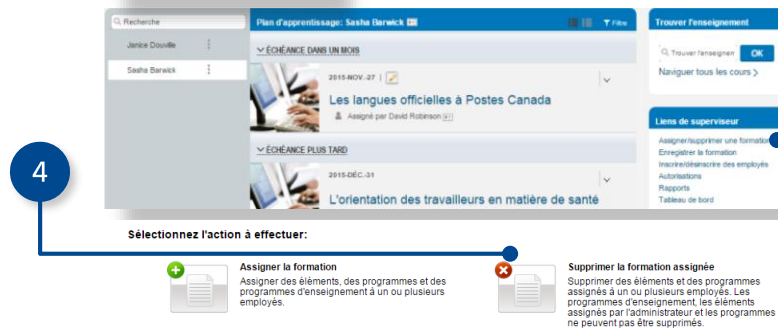 Recherche
Janice Douville
Sasha Barwick
Plan d'apprentissage: Sasha Barwick
Filtre
ÉCHÉANCE DANS UN MOIS
2015-NOV.-27 |
Les langues officielles à Postes Canada
Assigné par David Robinson
ÉCHÉANCE PLUS TARD
2015-DÉC.-31
L'orientation des travailleurs en matière de santé
Trouver l'enseignement
Trouver l'enseignen
OK
Naviguer tous les cours >
Liens de superviseur
Assigner/supprimer une formation
Enregistrer la formation
Inscrire/désinscrire des employés
Autorisations
Rapports
Tableau de bord
4
Sélectionnez l'action à effectuer:
Assigner la formation
Assigner des éléments, des programmes et des
programmes d'enseignement à un ou plusieurs
employés.
Supprimer la formation assignée
Supprimer des éléments et des programmes
assignés à un ou plusieurs employés. Les
programmes d'enseignement, les éléments
assignés par l'administrateur et les programmes
ne peuvent pas être supprimés.